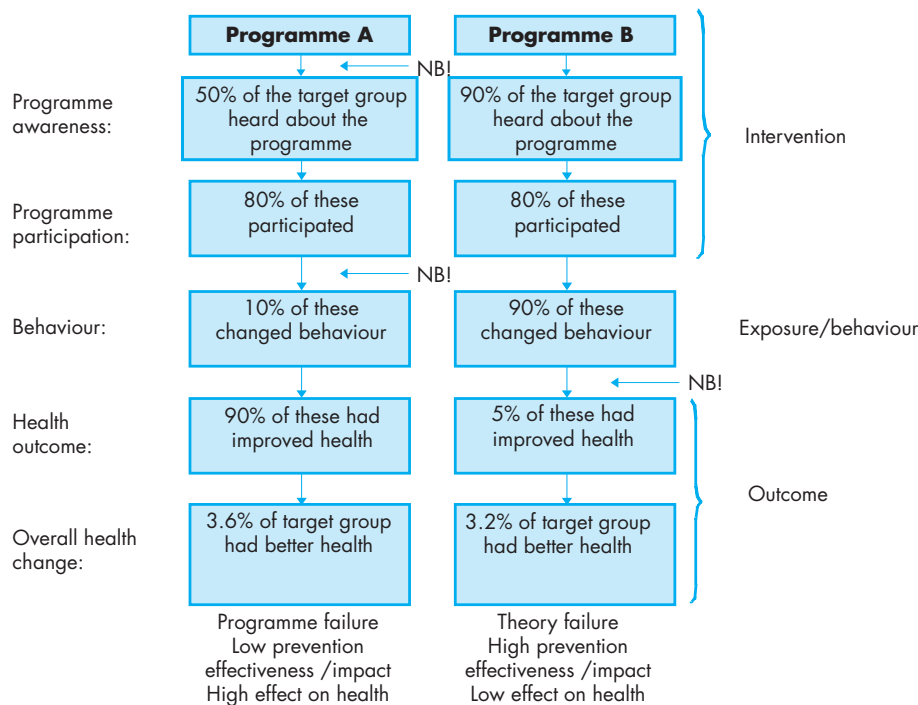 Programme A
Programme B
NB!
Programme
awareness:
50% of the target group
heard about the
programme
90% of the target group
heard about the
programme
Intervention
Programme
participation:
80% of these
participated
80% of these
participated
NB!
Behaviour:
10% of these
changed behaviour
90% of these
changed behaviour
Exposure/behaviour
NB!
Health
outcome:
90% of these had
improved health
5% of these had
improved health
Outcome
Overall health
change:
3.6% of target group
had better health
3.2% of target group
had better health
Programme failure
Low prevention
effectiveness /impact
High effect on health
Theory failure
High prevention
effectiveness /impact
Low effect on health